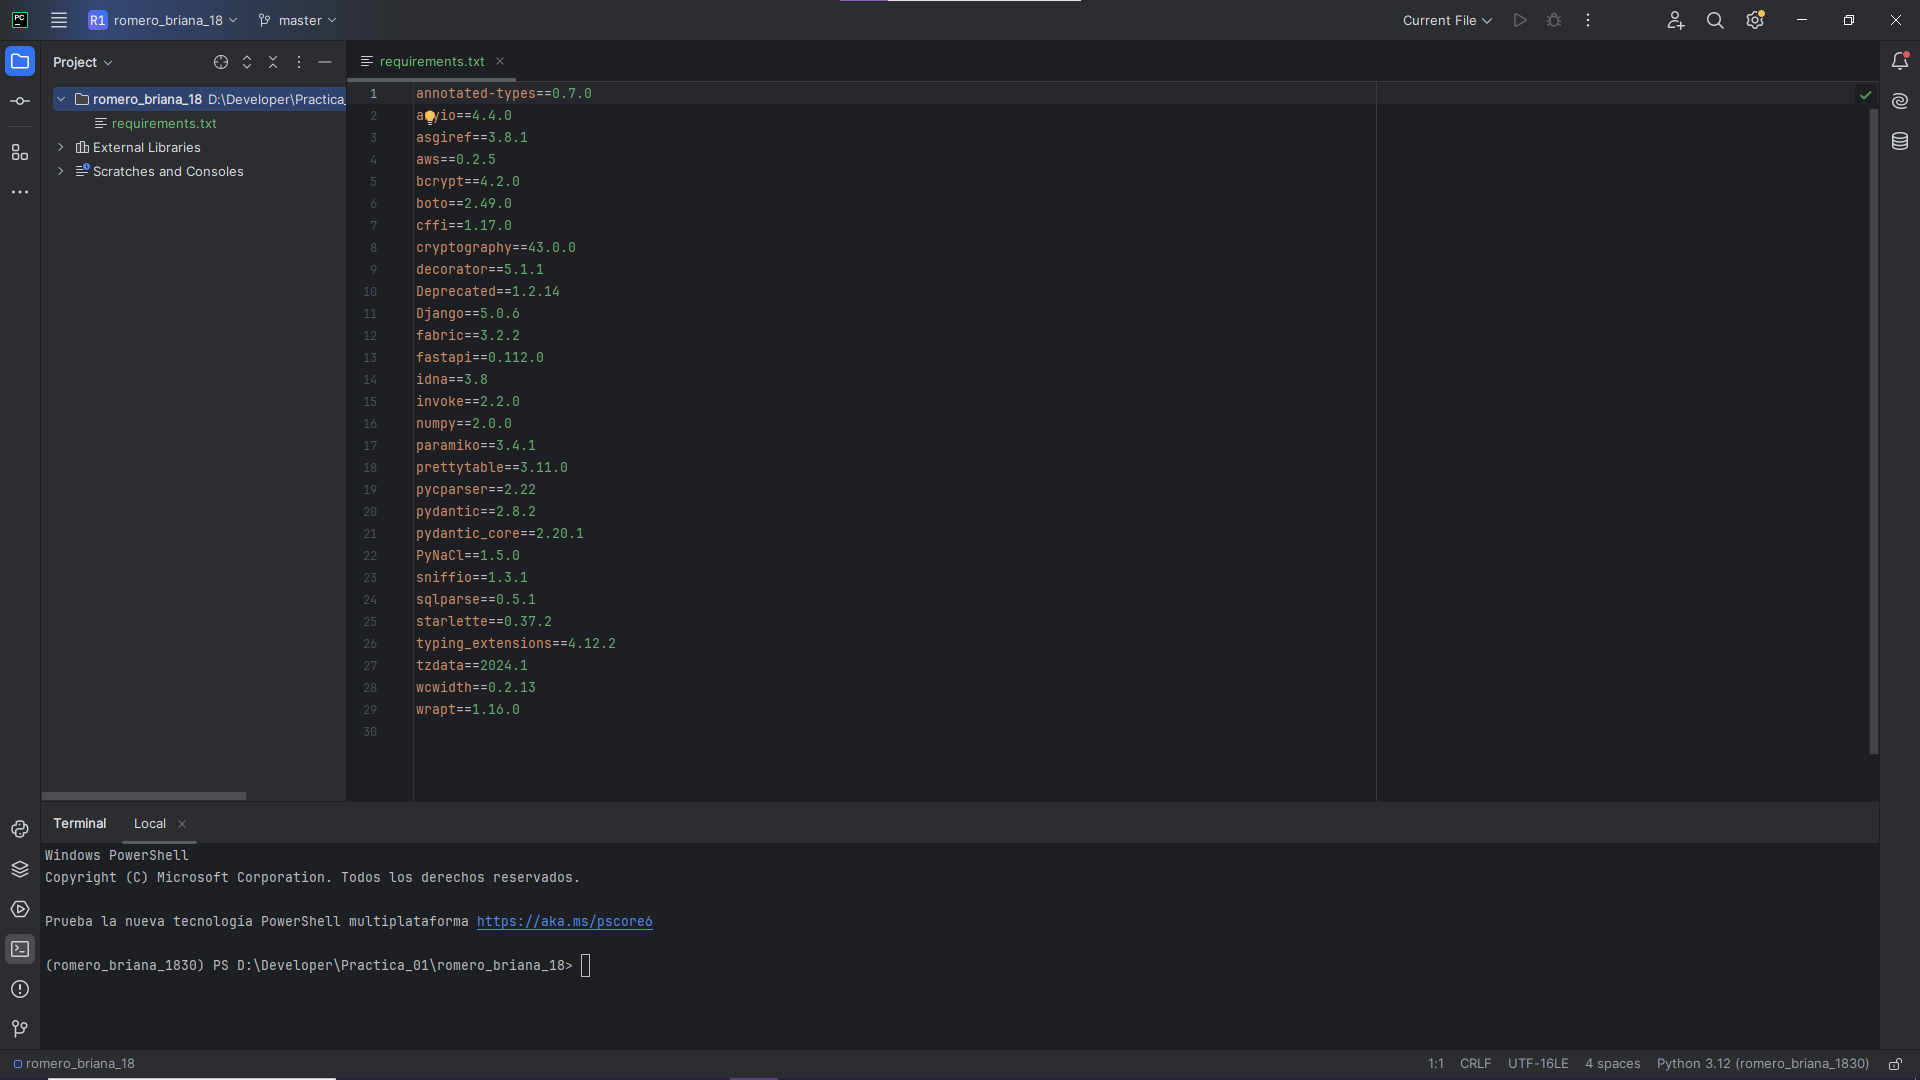 PC
R1 romero_briana_18 master Current File
Project
requirements.txt
romero_briana_18 D:\Developer\Practica_
requirements.txt
External Libraries
Scratches and Consoles
1 annotated-types==0.7.0
2 yio==4.4.0
3 asgiref==3.8.1
4 aws==0.2.5
5 bcrypt==4.2.0
6 boto==2.49.0
7 cffi==1.17.0
8 cryptography==43.0.0
9 decorator==5.1.1
10 Deprecated==1.2.14
11 Django==5.0.6
12 fabric==3.2.2
13 fastapi==0.112.0
14 idna==3.8
15 invoke==2.2.0
16 numpy==2.0.0
17 paramiko==3.4.1
18 prettytable==3.11.0
19 pycparser==2.22
20 pydantic==2.8.2
21 pydantic_core==2.20.1
22 PyNaCl==1.5.0
23 sniffio==1.3.1
24 sqlparse==0.5.1
25 starlette==0.37.2
26 typing_extensions==4.12.2
27 tzdata==2024.1
28 wcwidth==0.2.13
29 wrapt==1.16.0
30
Terminal Local
Windows PowerShell
Copyright (C) Microsoft Corporation. Todos los derechos reservados.
Prueba la nueva tecnología PowerShell multiplataforma https://aka.ms/pscore6
(romero_briana_1830) PS D:\Developer\Practica_01\romero_briana_18>
romero_briana_18 1:1 CRLF UTF-16LE 4 spaces Python 3.12 (romero_briana_1830)